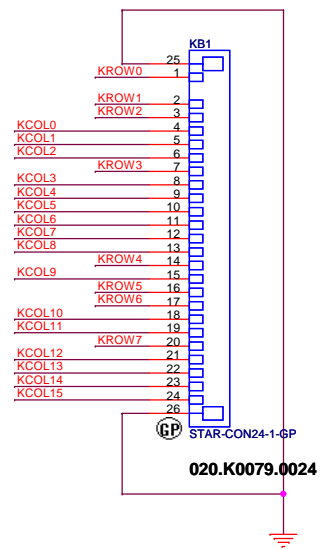 KB1
25
KROW0 1
KROW1 2
KROW2 3
KCOL0 4
KCOL1 5
KCOL2 6
KROW3 7
KCOL3 8
KCOL4 9
KCOL5 10
KCOL6 11
KCOL7 12
KCOL8 13
KROW4 14
KCOL9 15
KROW5 16
KROW6 17
KCOL10 18
KCOL11 19
KROW7 20
KCOL12 21
KCOL13 22
KCOL14 23
KCOL15 24
26
GP STAR-CON24-1-GP
020.K0079.0024